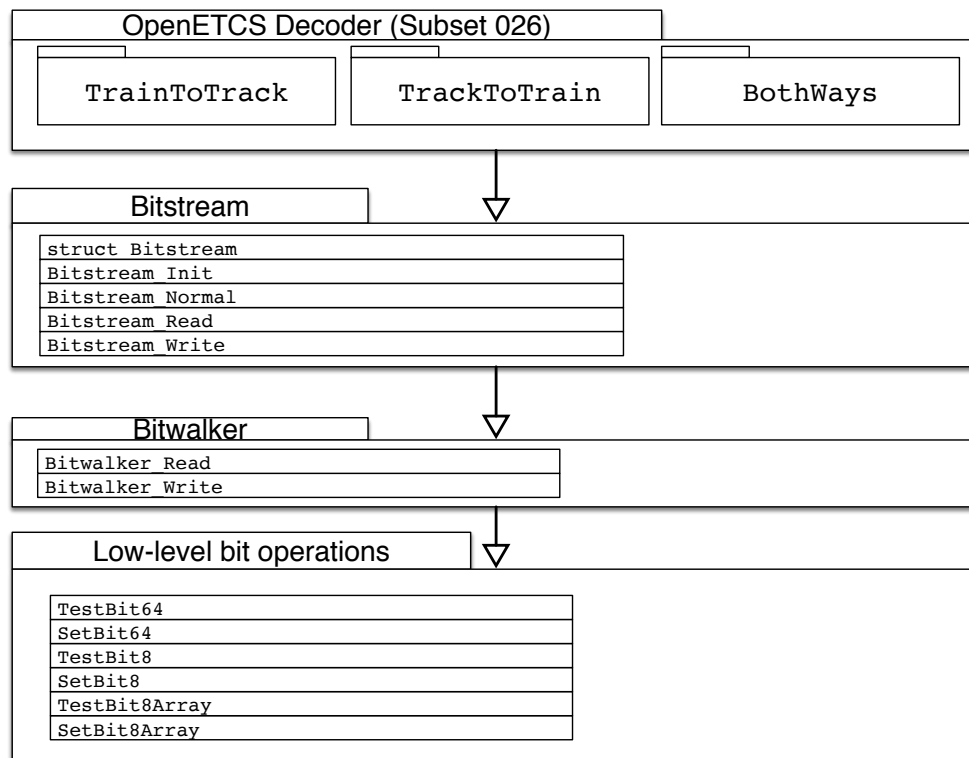 OpenETCS Decoder (Subset 026)
TrainToTrack
TrackToTrain
BothWays
Bitstream
struct Bitstream
Bitstream_Init
Bitstream_Normal
Bitstream_Read
Bitstream_Write
Bitwalker
Bitwalker_Read
Bitwalker_Write
Low-level bit operations
TestBit64
SetBit64
TestBit8
SetBit8
TestBit8Array
SetBit8Array